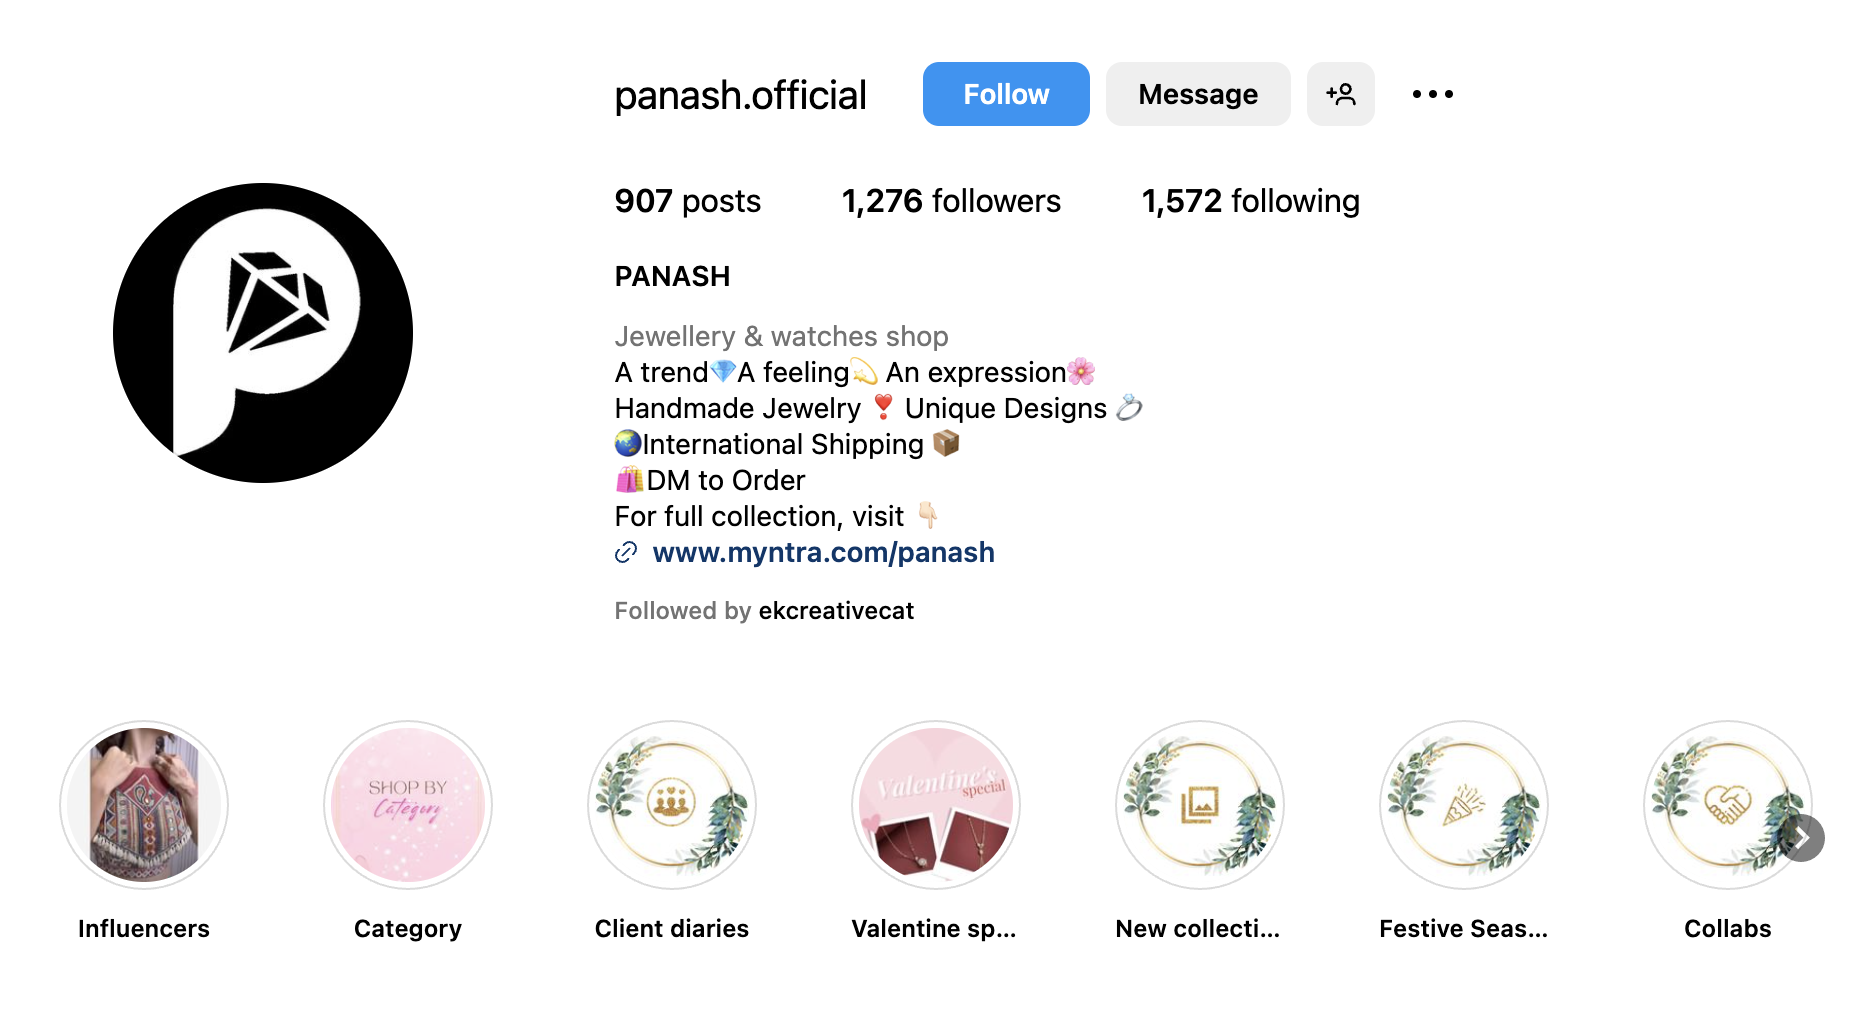 panash.official Follow Message
907 posts 1,276 followers 1,572 following
PANASH
Jewellery & watches shop
A trend💎A feeling💫 An expression🌸
Handmade Jewelry ❣️ Unique Designs 💍
🌏International Shipping 📦
🛍️DM to Order
For full collection, visit 👇🏻
www.myntra.com/panash
Followed by ekcreativecat
SHOP BY
Category
Valentine's
special
Influencers Category Client diaries Valentine sp... New collecti... Festive Seas... Collabs